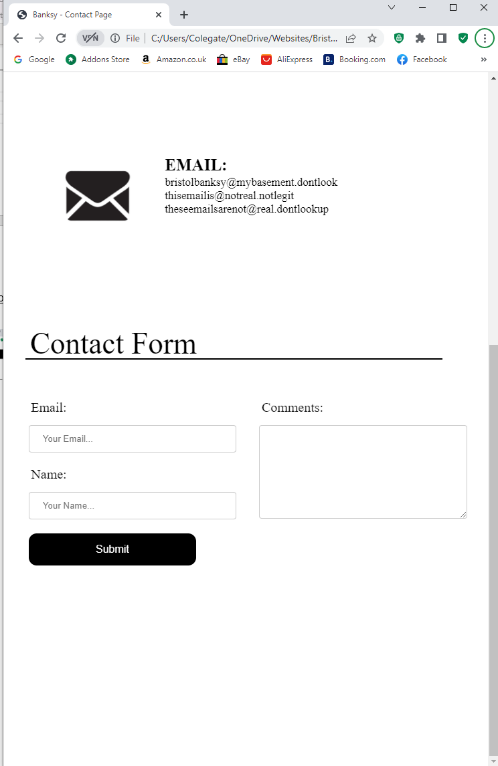 Banksy - Contact Page
VPN
File C:/Users/Colegate/OneDrive/Websites/Brist...
Google Addons Store Amazon.co.uk eBay AliExpress Booking.com Facebook »
EMAIL:
bristolbanksy@mybasement.dontlook
thisemailis@notreal.notlegit
theseemailsarenot@real.dontlookup
Contact Form
Email: Comments:
Your Email...
Name:
Your Name...
Submit